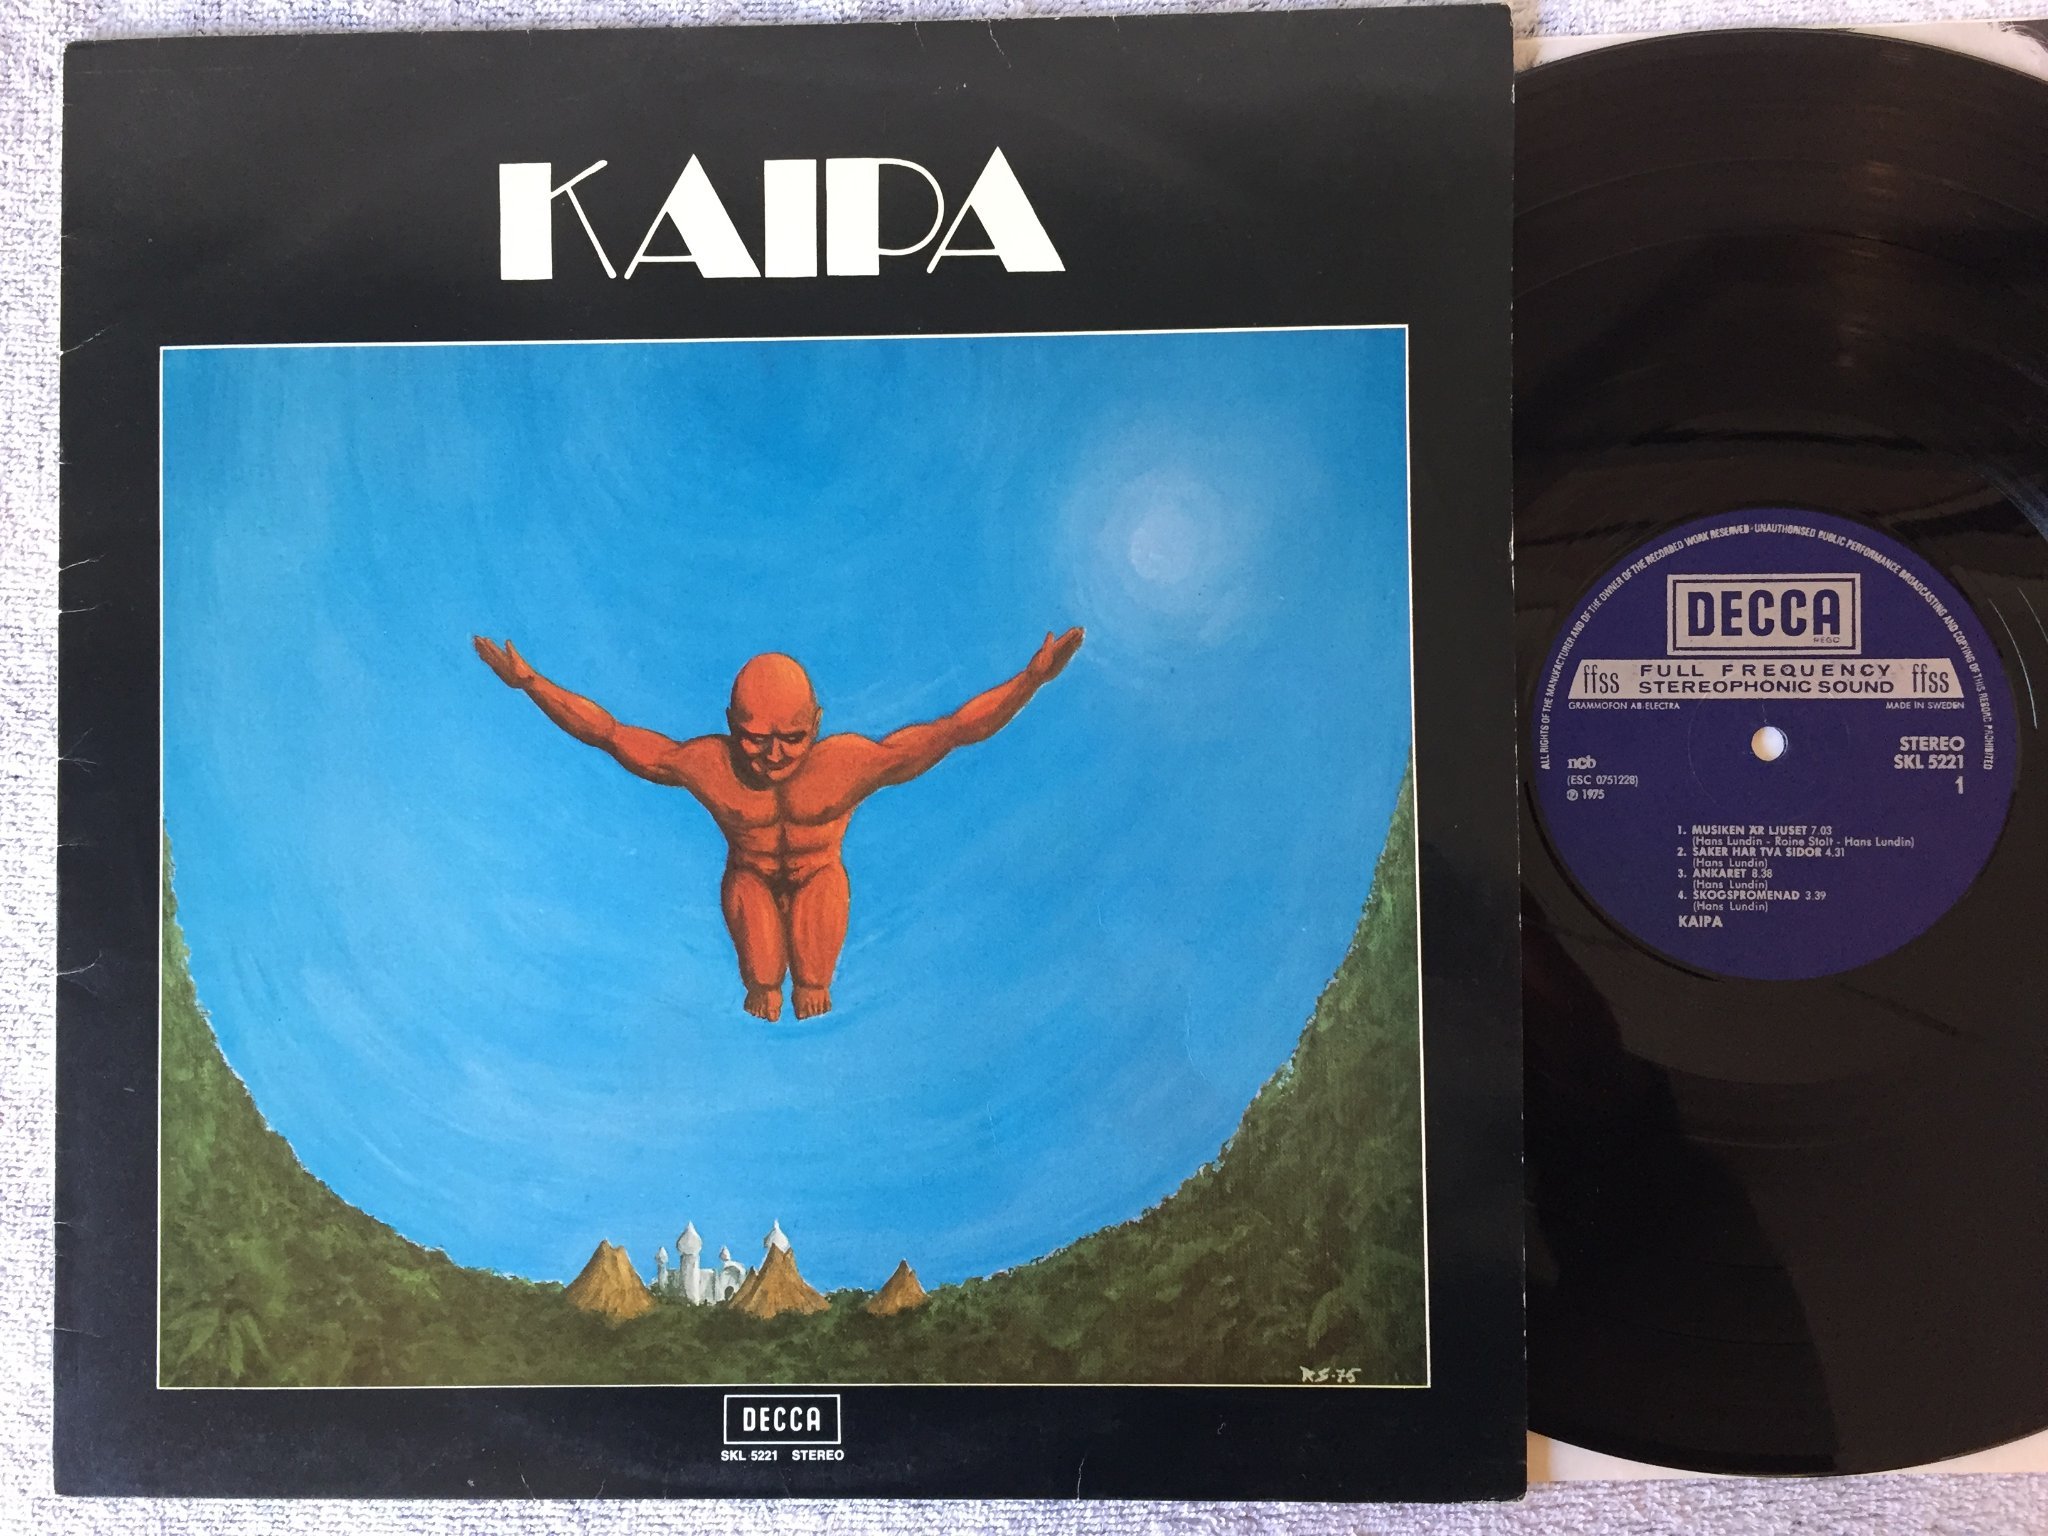 KAIPA
RS-75
DECCA
SKL 5221 STEREO
ALL RIGHTS OF THE MANUFACTURER AND OF THE OWNER OF THE RECORDED WORK RESERVED · UNAUTHORISED PUBLIC PERFORMANCE BROADCASTING AND COPYING OF THIS RECORD PROHIBITED
DECCA
REGD
ffss FULL FREQUENCY ffss
STEREOPHONIC SOUND
GRAMMOFON AB ELECTRA MADE IN SWEDEN
STEREO
ncb SKL 5221
(ESC 0751228) 1
℗ 1975
1. MUSIKEN ÄR LJUSET 7.03
(Hans Lundin - Roine Stolt - Hans Lundin)
2. SAKER HAR TVÅ SIDOR 4.31
(Hans Lundin)
3. ANKARET 8.38
(Hans Lundin)
4. SKOGSPROMENAD 3.39
(Hans Lundin)
KAIPA